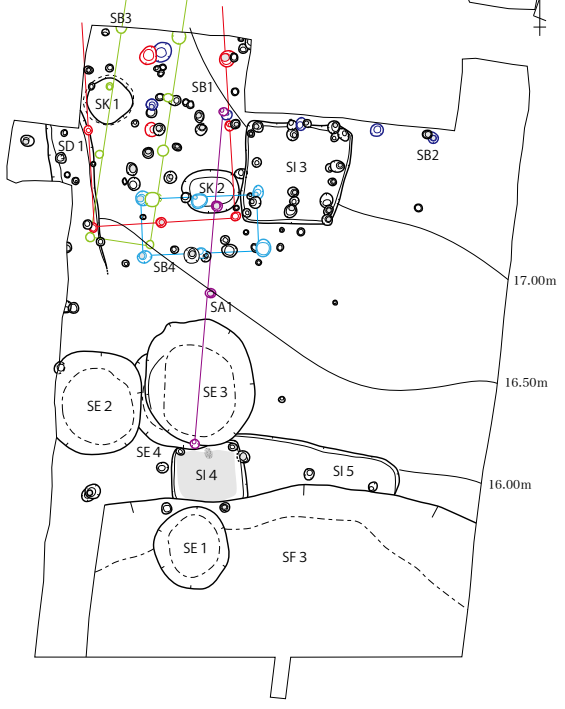 SB3
SB1
SK 1
SD 1
SB2
SI 3
SK 2
SB4
17.00m
SA1
16.50m
SE 3
SE 2
SE 4
SI 4
SI 5
16.00m
SE 1
SF 3